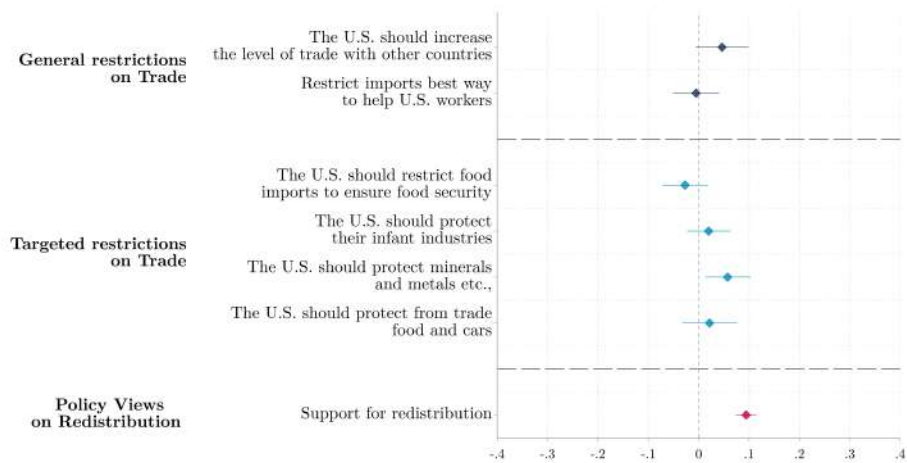 General restrictions
on Trade
The U.S. should increase
the level of trade with other countries
Restrict imports best way
to help U.S. workers
Targeted restrictions
on Trade
The U.S. should restrict food
imports to ensure food security
The U.S. should protect
their infant industries
The U.S. should protect minerals
and metals etc.,
The U.S. should protect from trade
food and cars
Policy Views
on Redistribution
Support for redistribution
-.4 -.3 -.2 -.1 0 .1 .2 .3 .4